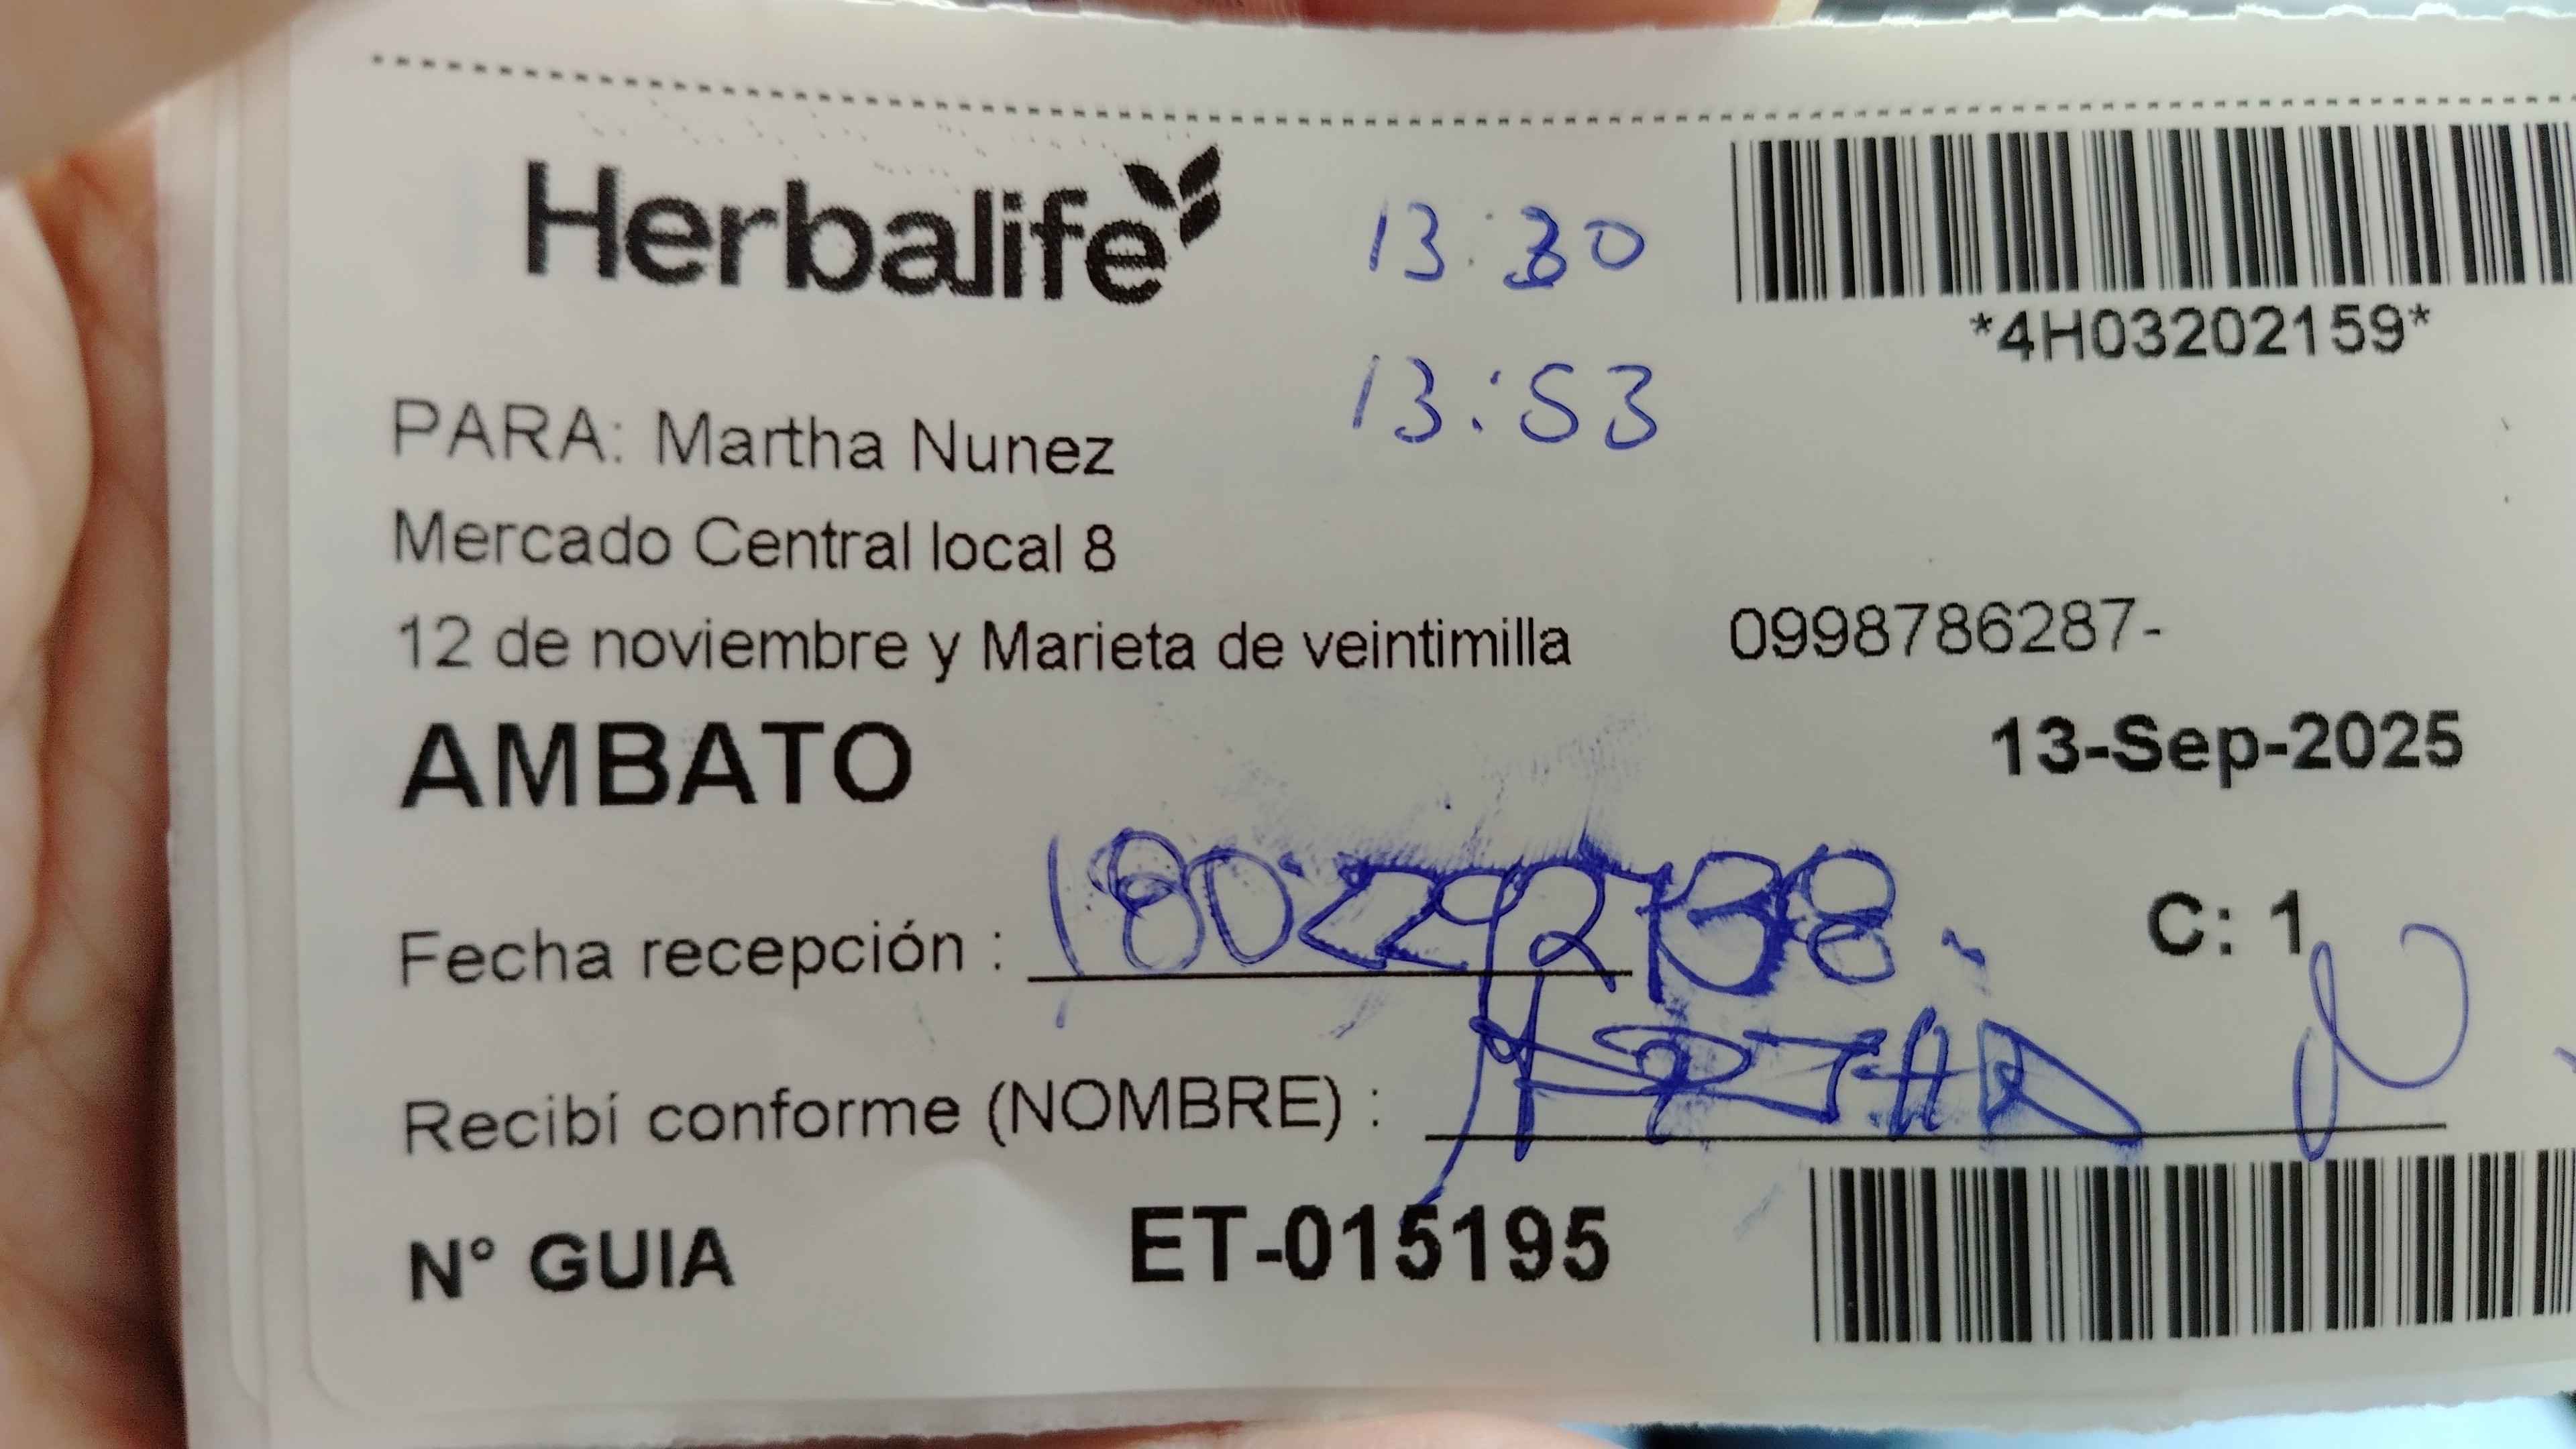 Herbalife
13:30
*4H03202159*
13:53
PARA: Martha Nunez
Mercado Central local 8
12 de noviembre y Marieta de veintimilla 0998786287-
AMBATO
13-Sep-2025
Fecha recepción : 1802292738
C: 1
Recibí conforme (NOMBRE) :
N° GUIA ET-015195